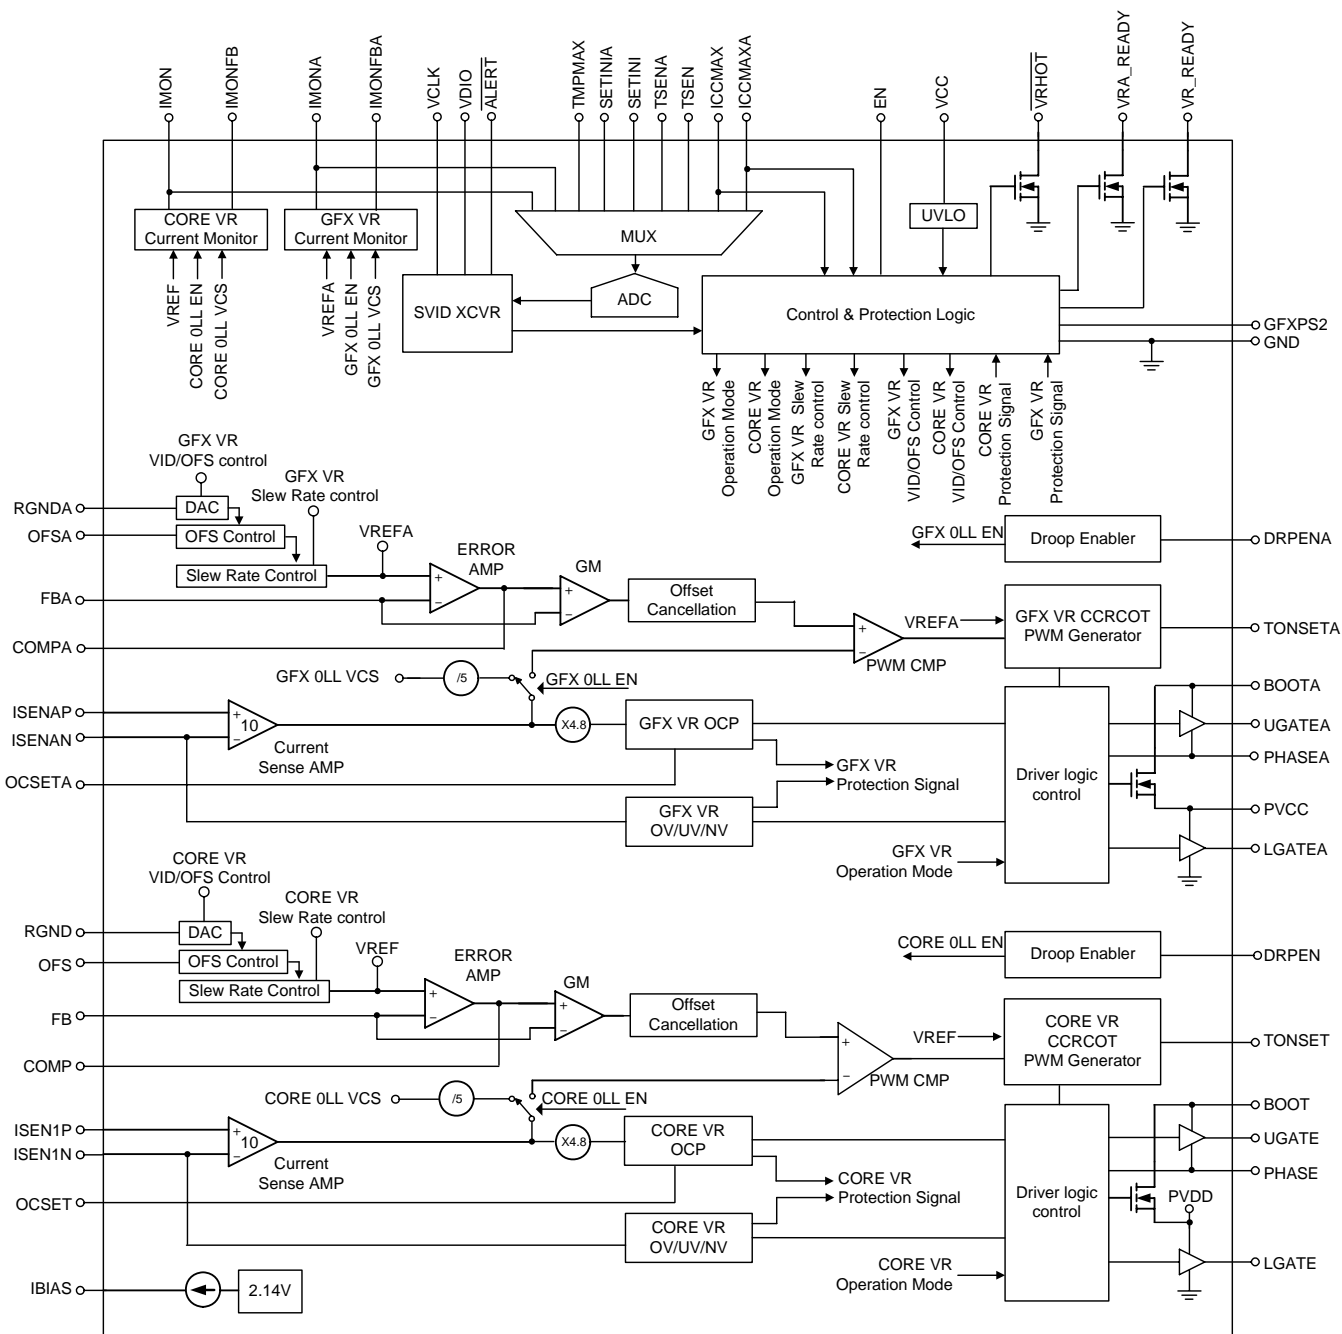 IMON
IMONFB
IMONA
IMONFBA
VCLK
VDIO
ALERT
TMPMAX
SETINIA
SETINI
TSENA
TSEN
ICCMAX
ICCMAXA
EN
VCC
VRHOT
VRA_READY
VR_READY
CORE VR
Current Monitor
GFX VR
Current Monitor
MUX
UVLO
VREF
CORE 0LL EN
CORE 0LL VCS
VREFA
GFX 0LL EN
GFX 0LL VCS
SVID XCVR
ADC
Control & Protection Logic
GFXPS2
GND
GFX VR
Operation Mode
CORE VR
Operation Mode
GFX VR Slew
Rate control
CORE VR Slew
Rate control
GFX VR
VID/OFS Control
CORE VR
VID/OFS Control
CORE VR
Protection Signal
GFX VR
Protection Signal
GFX VR
VID/OFS control
GFX VR
Slew Rate control
RGNDA
DAC
OFSA
OFS Control
Slew Rate Control
VREFA
ERROR
AMP
GM
+
−
+
−
Offset
Cancellation
GFX 0LL EN
Droop Enabler
DRPENA
FBA
COMPA
+
−
PWM CMP
VREFA
GFX VR CCRCOT
PWM Generator
TONSETA
GFX 0LL VCS
/5
GFX 0LL EN
ISENAP
ISENAN
+
−
10
Current
Sense AMP
X4.8
GFX VR OCP
OCSETA
GFX VR
Protection Signal
GFX VR
OV/UV/NV
Driver logic
control
GFX VR
Operation Mode
BOOTA
UGATEA
PHASEA
PVCC
LGATEA
CORE VR
VID/OFS Control
CORE VR
Slew Rate control
RGND
DAC
OFS
OFS Control
Slew Rate Control
VREF
ERROR
AMP
GM
+
−
+
−
Offset
Cancellation
CORE 0LL EN
Droop Enabler
DRPEN
FB
COMP
+
−
PWM CMP
VREF
CORE VR
CCRCOT
PWM Generator
TONSET
CORE 0LL VCS
/5
CORE 0LL EN
ISEN1P
ISEN1N
+
−
10
Current
Sense AMP
X4.8
CORE VR
OCP
OCSET
CORE VR
Protection Signal
CORE VR
OV/UV/NV
Driver logic
control
CORE VR
Operation Mode
BOOT
UGATE
PHASE
PVDD
LGATE
IBIAS
2.14V